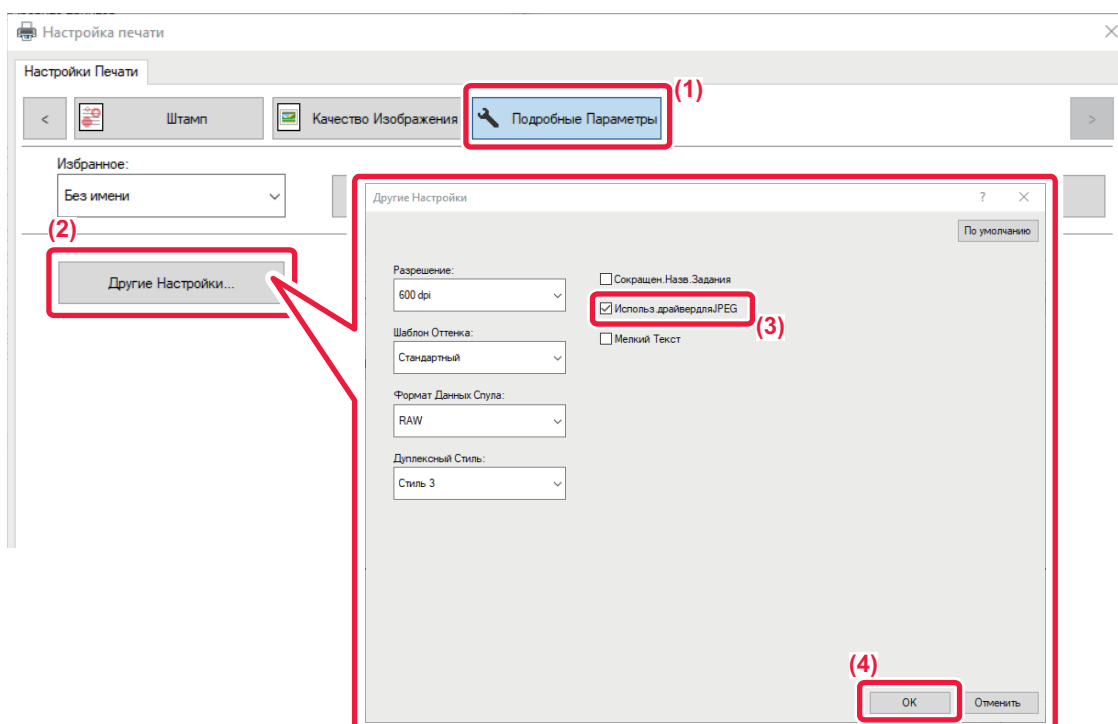 Настройка печати
Настройки Печати
(1)
<
Штамп
Качество Изображения
Подробные Параметры
>
Избранное:
Без имени
(2)
Другие Настройки...
Другие Настройки
?
По умолчанию
Разрешение:
600 dpi
Шаблон Оттенка:
Стандартный
Формат Данных Спула:
RAW
Дуплексный Стиль:
Стиль 3
Сокращен.Назв.Задания
Использ.драйвердляJPEG
(3)
Мелкий Текст
(4)
OK
Отменить